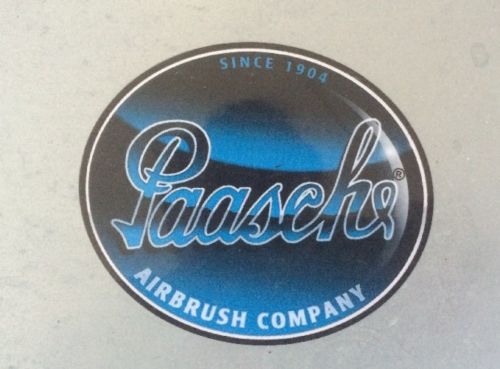 SINCE 1904
Paasche®
AIRBRUSH COMPANY